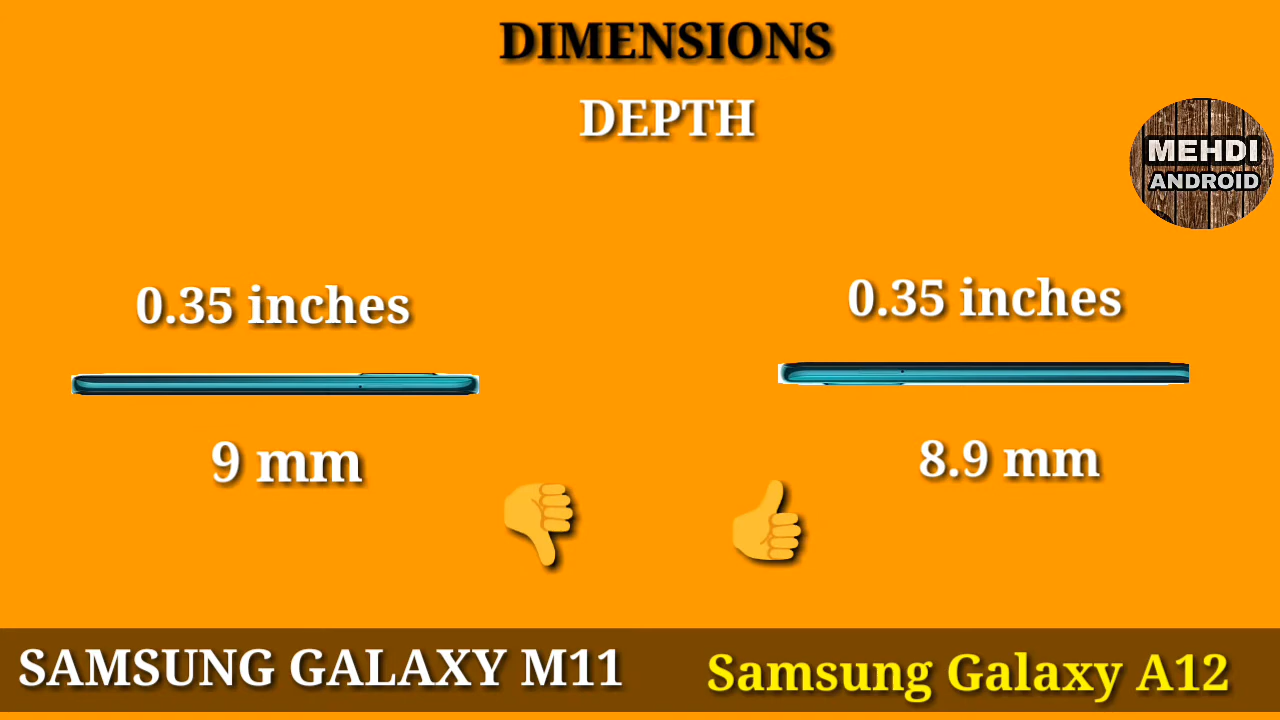 DIMENSIONS
DEPTH
MEHDI
ANDROID
0.35 inches
0.35 inches
9 mm
8.9 mm
SAMSUNG GALAXY M11
Samsung Galaxy A12